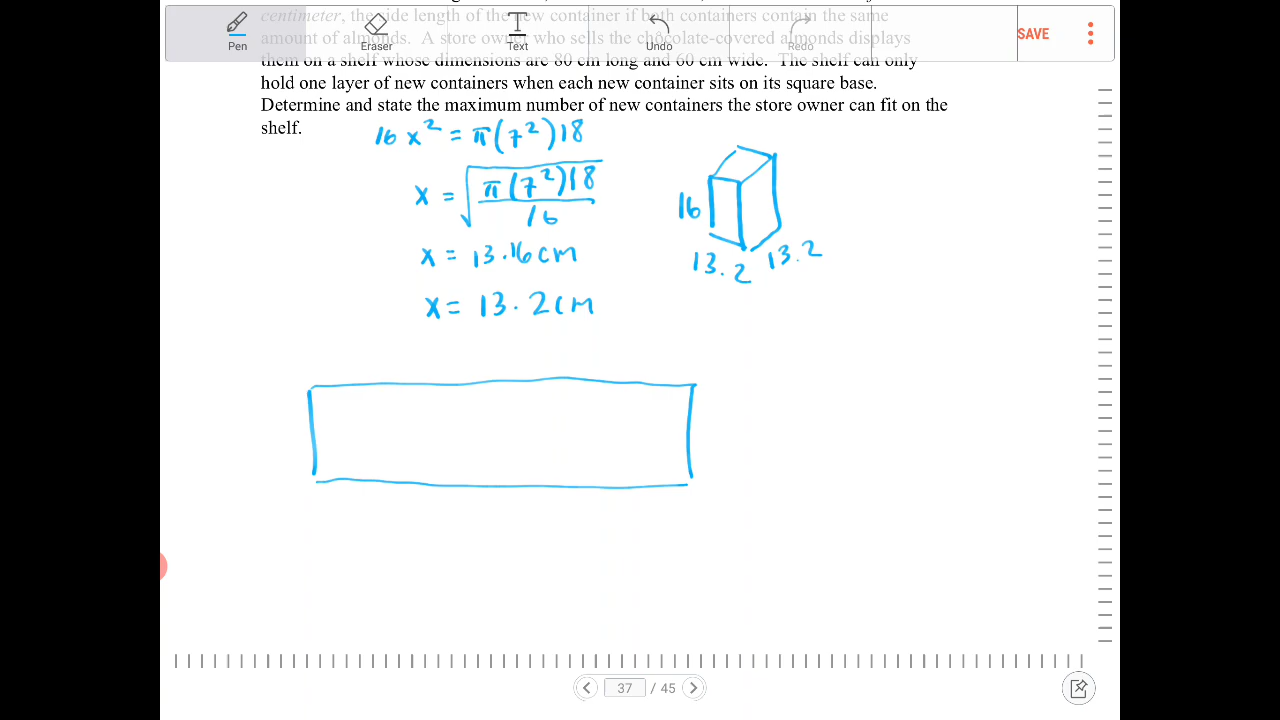 centimeter, the side length of the new container if both containers contain the same
amount of almonds. A store owner who sells the chocolate-covered almonds displays
them on a shelf whose dimensions are 80 cm long and 60 cm wide. The shelf can only
hold one layer of new containers when each new container sits on its square base.
Determine and state the maximum number of new containers the store owner can fit on the
shelf.
Pen
Eraser
Text
Undo
Redo
SAVE
16 x² = π(7²)18
x = √(π(7²)18/16)
x = 13.16cm
x = 13.2cm
16
13.2 13.2
37 / 45